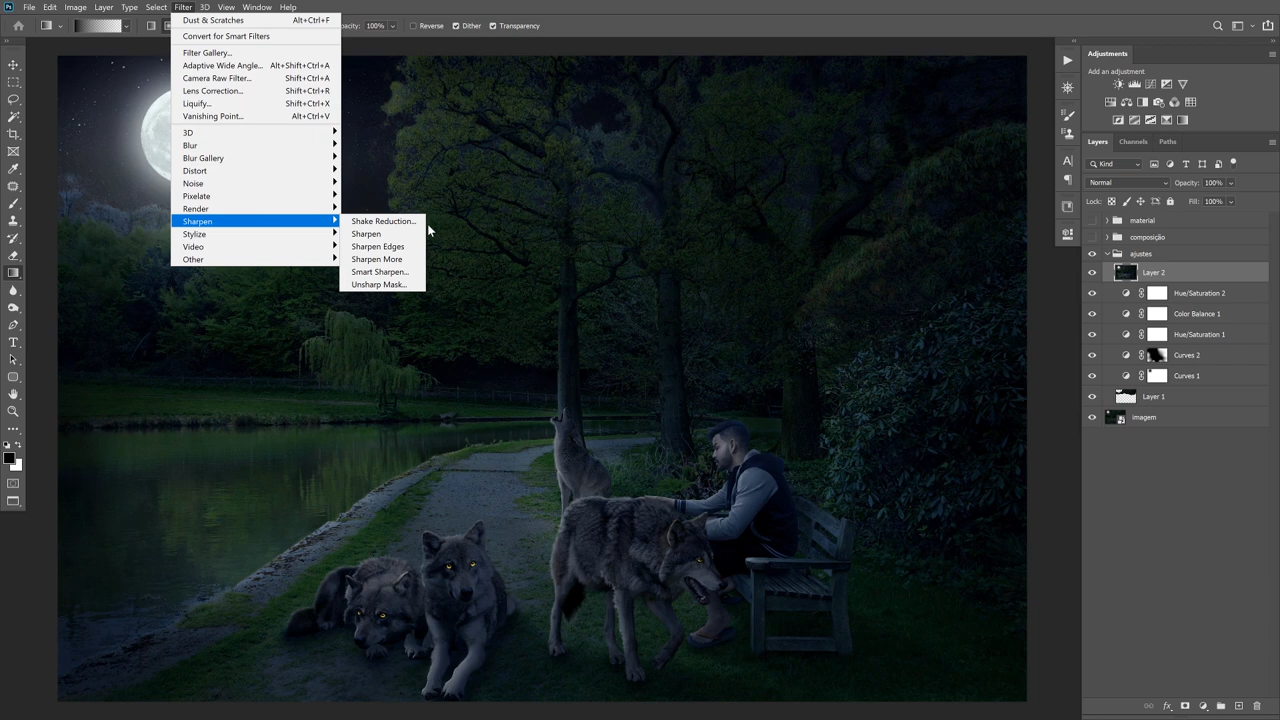 Ps File Edit Image Layer Type Select Filter 3D View Window Help
Opacity: 100% Reverse Dither Transparency
Dust & Scratches Alt+Ctrl+F
Convert for Smart Filters
Filter Gallery...
Adaptive Wide Angle... Alt+Shift+Ctrl+A
Camera Raw Filter... Shift+Ctrl+A
Lens Correction... Shift+Ctrl+R
Liquify... Shift+Ctrl+X
Vanishing Point... Alt+Ctrl+V
3D
Blur
Blur Gallery
Distort
Noise
Pixelate
Render
Sharpen
Stylize
Video
Other
Shake Reduction...
Sharpen
Sharpen Edges
Sharpen More
Smart Sharpen...
Unsharp Mask...
Adjustments
Add an adjustment
Layers Channels Paths
Kind
Normal Opacity: 100%
Lock: Fill: 100%
material
composição
ajustes
Layer 2
Hue/Saturation 2
Color Balance 1
Hue/Saturation 1
Curves 2
Curves 1
Layer 1
imagem